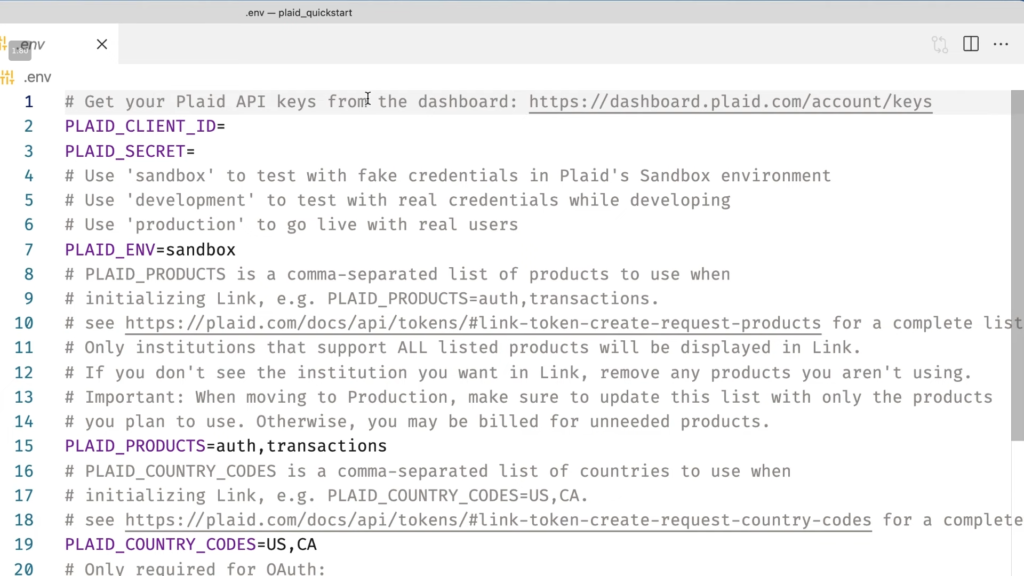 .env — plaid_quickstart
.env
.env
1 # Get your Plaid API keys from the dashboard: https://dashboard.plaid.com/account/keys
2 PLAID_CLIENT_ID=
3 PLAID_SECRET=
4 # Use 'sandbox' to test with fake credentials in Plaid's Sandbox environment
5 # Use 'development' to test with real credentials while developing
6 # Use 'production' to go live with real users
7 PLAID_ENV=sandbox
8 # PLAID_PRODUCTS is a comma-separated list of products to use when
9 # initializing Link, e.g. PLAID_PRODUCTS=auth,transactions.
10 # see https://plaid.com/docs/api/tokens/#link-token-create-request-products for a complete list
11 # Only institutions that support ALL listed products will be displayed in Link.
12 # If you don't see the institution you want in Link, remove any products you aren't using.
13 # Important: When moving to Production, make sure to update this list with only the products
14 # you plan to use. Otherwise, you may be billed for unneeded products.
15 PLAID_PRODUCTS=auth,transactions
16 # PLAID_COUNTRY_CODES is a comma-separated list of countries to use when
17 # initializing Link, e.g. PLAID_COUNTRY_CODES=US,CA.
18 # see https://plaid.com/docs/api/tokens/#link-token-create-request-country-codes for a complete
19 PLAID_COUNTRY_CODES=US,CA
20 # Only required for OAuth: